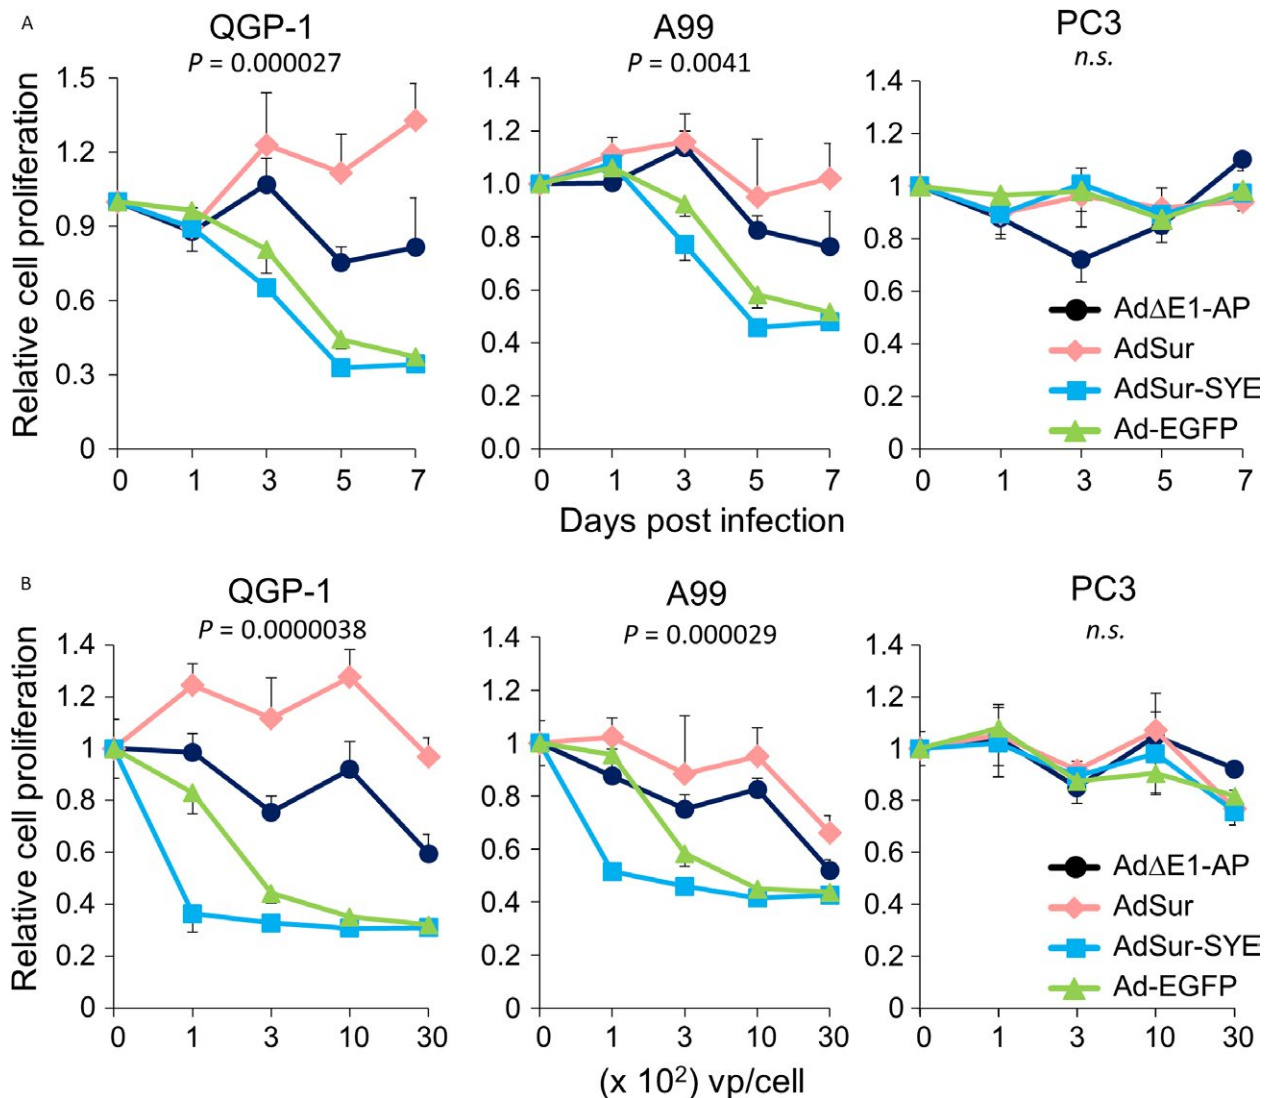 A
QGP-1
P = 0.000027
A99
P = 0.0041
PC3
n.s.
Relative cell proliferation
1.5
1.2
0.9
0.6
0.3
0
0 1 3 5 7
1.4
1.2
1.0
0.8
0.6
0.4
0.2
0.0
0 1 3 5 7
1.4
1.2
1
0.8
0.6
0.4
0.2
0
0 1 3 5 7
AdΔE1-AP
AdSur
AdSur-SYE
Ad-EGFP
Days post infection
B
QGP-1
P = 0.0000038
A99
P = 0.000029
PC3
n.s.
Relative cell proliferation
1.4
1.2
1
0.8
0.6
0.4
0.2
0
0 1 3 10 30
1.4
1.2
1
0.8
0.6
0.4
0.2
0
0 1 3 10 30
1.4
1.2
1
0.8
0.6
0.4
0.2
0
0 1 3 10 30
AdΔE1-AP
AdSur
AdSur-SYE
Ad-EGFP
(x 10²) vp/cell